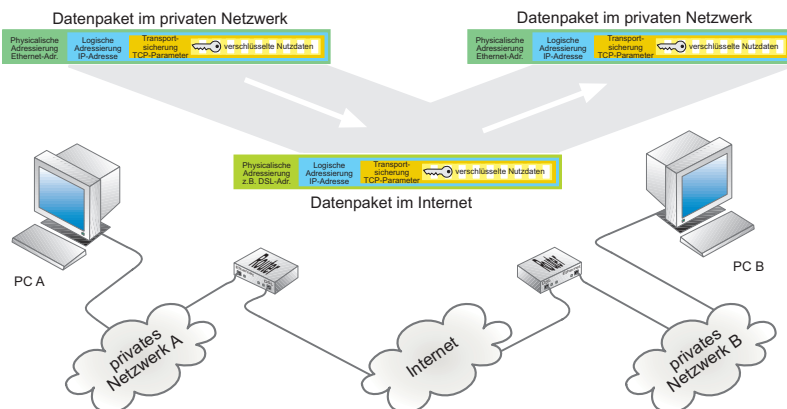 Datenpaket im privaten Netzwerk
Physikalische
Adressierung
Ethernet-Adr.
Logische
Adressierung
IP-Adresse
Transport-
sicherung
TCP-Parameter
verschlüsselte Nutzdaten
Datenpaket im privaten Netzwerk
Physikalische
Adressierung
Ethernet-Adr.
Logische
Adressierung
IP-Adresse
Transport-
sicherung
TCP-Parameter
verschlüsselte Nutzdaten
Physikalische
Adressierung
z.B. DSL-Adr.
Logische
Adressierung
IP-Adresse
Transport-
sicherung
TCP-Parameter
verschlüsselte Nutzdaten
Datenpaket im Internet
PC A
Router
Router
PC B
privates
Netzwerk A
Internet
privates
Netzwerk B